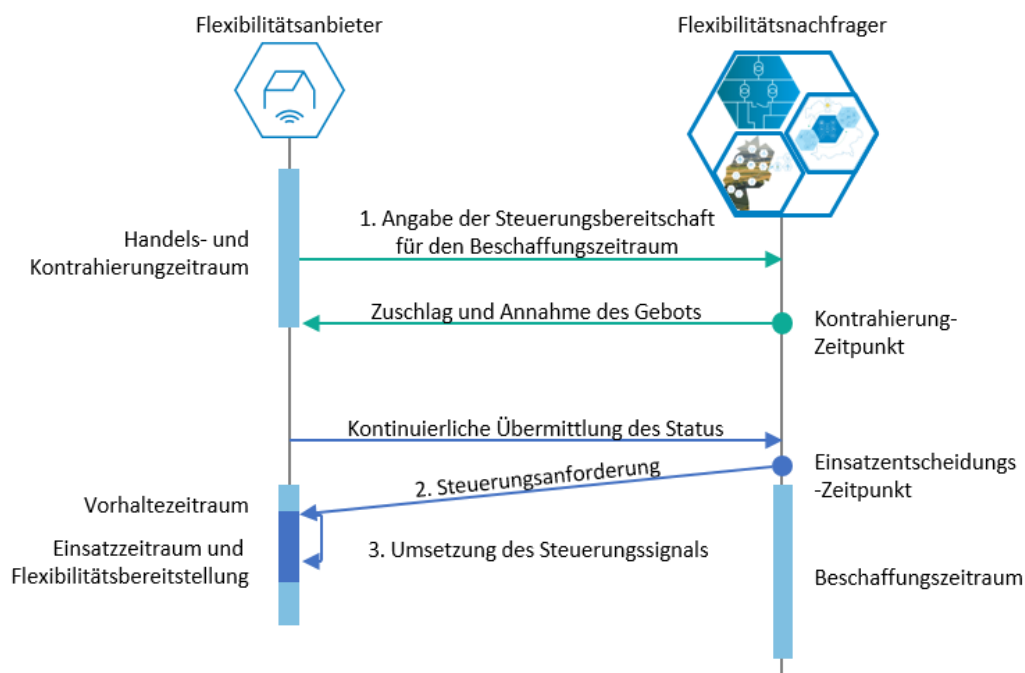 Flexibilitätsanbieter
Flexibilitätsnachfrager
1. Angabe der Steuerungsbereitschaft
für den Beschaffungszeitraum
Handels- und
Kontrahierungzeitraum
Zuschlag und Annahme des Gebots
Kontrahierung-
Zeitpunkt
Kontinuierliche Übermittlung des Status
2. Steuerungsanforderung
Einsatzentscheidungs
-Zeitpunkt
Vorhaltezeitraum
Einsatzzeitraum und
Flexibilitätsbereitstellung
3. Umsetzung des Steuerungssignals
Beschaffungszeitraum